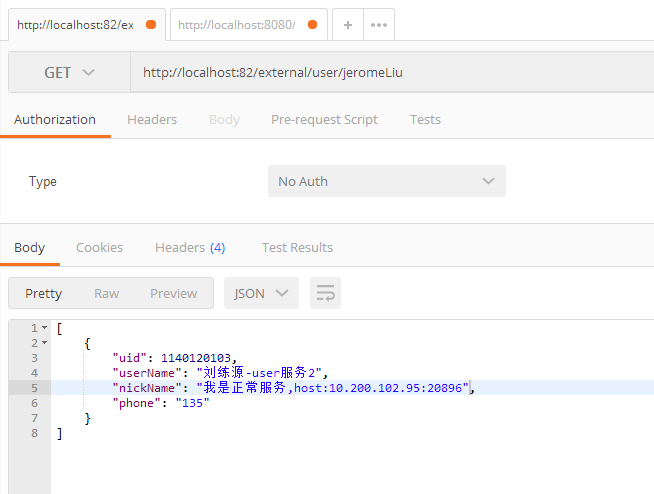 http://localhost:82/ex
http://localhost:8080/
+
•••
GET
http://localhost:82/external/user/jeromeLiu
Authorization Headers Body Pre-request Script Tests
Type
No Auth
Body Cookies Headers (4) Test Results
Pretty Raw Preview JSON
1 [
2 {
3 "uid": 1140120103,
4 "userName": "刘练源-user服务2",
5 "nickName": "我是正常服务,host:10.200.102.95:20896",
6 "phone": "135"
7 }
8 ]